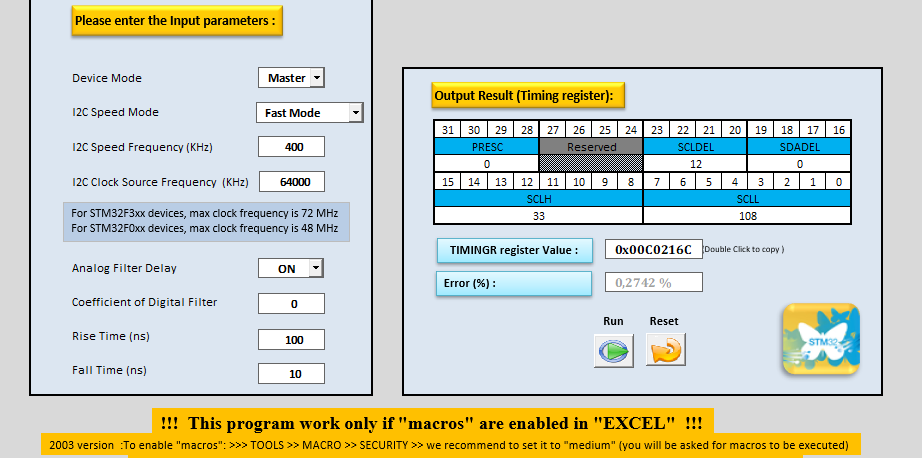 Please enter the Input parameters :
Device Mode Master
I2C Speed Mode Fast Mode
I2C Speed Frequency (KHz) 400
I2C Clock Source Frequency (KHz) 64000
For STM32F3xx devices, max clock frequency is 72 MHz
For STM32F0xx devices, max clock frequency is 48 MHz
Analog Filter Delay ON
Coefficient of Digital Filter 0
Rise Time (ns) 100
Fall Time (ns) 10
Output Result (Timing register):
31 30 29 28 27 26 25 24 23 22 21 20 19 18 17 16
PRESC Reserved SCLDEL SDADEL
0 12 0
15 14 13 12 11 10 9 8 7 6 5 4 3 2 1 0
SCLH SCLL
33 108
TIMINGR register Value : 0x00C0216C (Double Click to copy )
Error (%) : 0,2742 %
Run Reset
STM32
!!! This program work only if "macros" are enabled in "EXCEL" !!!
2003 version :To enable "macros": >>> TOOLS >> MACRO >> SECURITY >> we recommend to set it to "medium" (you will be asked for macros to be executed)